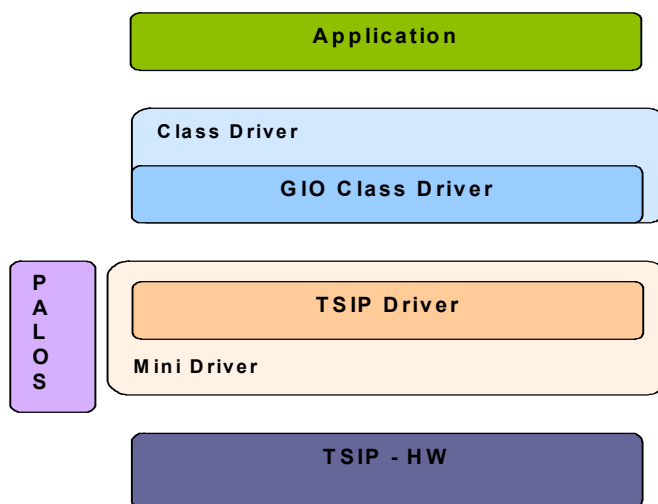 Application
Class Driver
GIO Class Driver
TSIP Driver
Mini Driver
P
A
L
O
S
TSIP - HW